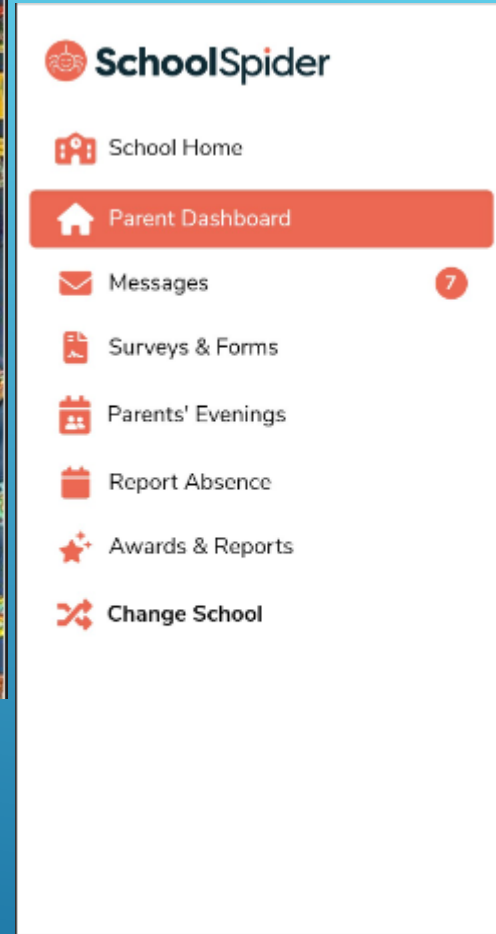 SchoolSpider
School Home
Parent Dashboard
Messages 7
Surveys & Forms
Parents' Evenings
Report Absence
Awards & Reports
Change School